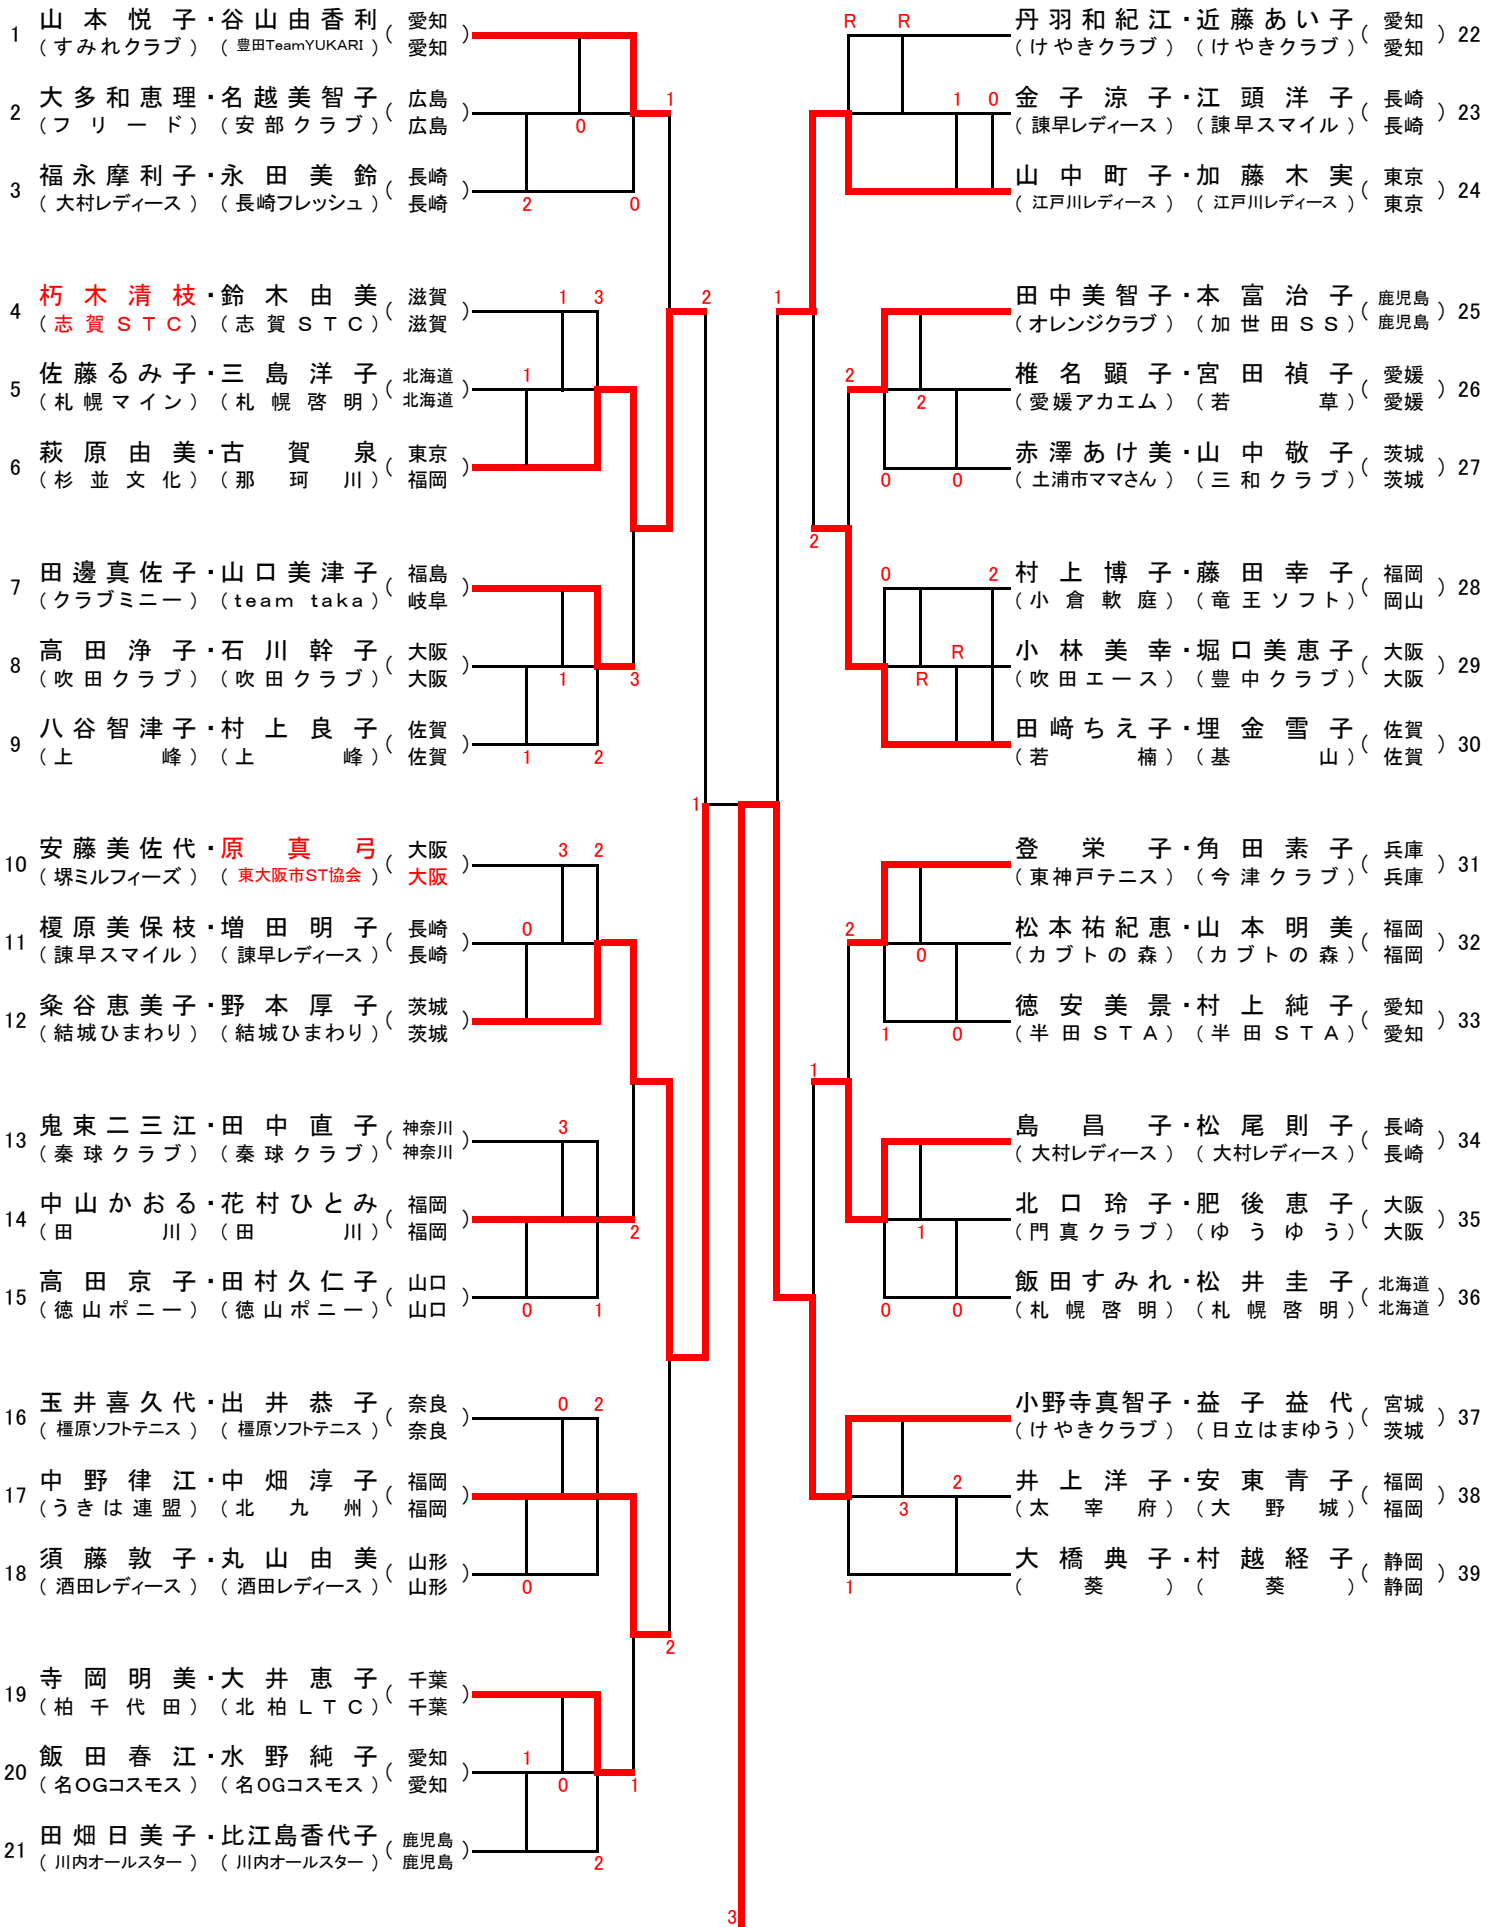 1 山本悦子・谷山由香利 (愛知
(すみれクラブ) (豊田TeamYUKARI) 愛知)
2 大多和恵理・名越美智子 (広島
(フリード) (安部クラブ) 広島)
3 福永摩利子・永田美鈴 (長崎
(大村レディース) (長崎フレッシュ) 長崎)
4 朽木清枝・鈴木由美 (滋賀
(志賀STC) (志賀STC) 滋賀)
5 佐藤るみ子・三島洋子 (北海道
(札幌マイン) (札幌啓明) 北海道)
6 萩原由美・古賀泉 (東京
(杉並文化) (那珂川) 福岡)
7 田邊真佐子・山口美津子 (福島
(クラブミニー) (team taka) 岐阜)
8 高田浄子・石川幹子 (大阪
(吹田クラブ) (吹田クラブ) 大阪)
9 八谷智津子・村上良子 (佐賀
(上峰) (上峰) 佐賀)
10 安藤美佐代・原真弓 (大阪
(堺ミルフィーズ) (東大阪市ST協会) 大阪)
11 榎原美保枝・増田明子 (長崎
(諫早スマイル) (諫早レディース) 長崎)
12 粂谷恵美子・野本厚子 (茨城
(結城ひまわり) (結城ひまわり) 茨城)
13 鬼束二三江・田中直子 (神奈川
(秦球クラブ) (秦球クラブ) 神奈川)
14 中山かおる・花村ひとみ (福岡
(田川) (田川) 福岡)
15 高田京子・田村久仁子 (山口
(徳山ポニー) (徳山ポニー) 山口)
16 玉井喜久代・出井恭子 (奈良
(橿原ソフトテニス) (橿原ソフトテニス) 奈良)
17 中野律江・中畑淳子 (福岡
(うきは連盟) (北九州) 福岡)
18 須藤敦子・丸山由美 (山形
(酒田レディース) (酒田レディース) 山形)
19 寺岡明美・大井恵子 (千葉
(柏千代田) (北柏LTC) 千葉)
20 飯田春江・水野純子 (愛知
(名OGコスモス) (名OGコスモス) 愛知)
21 田畑日美子・比江島香代子 (鹿児島
(川内オールスター) (川内オールスター) 鹿児島)
1
0
2 0
1 3
1
2
1
3
1 2
3 2
0
1
3
2
0 1
0 2
0
2
1
0
1
2
3
R R
1 0
1
2
2
0 0
2
0 2
R
R
2
0
1 0
1
1
0 0
2
3
1
丹羽和紀江・近藤あい子 (愛知
(けやきクラブ) (けやきクラブ) 愛知) 22
金子涼子・江頭洋子 (長崎
(諫早レディース) (諫早スマイル) 長崎) 23
山中町子・加藤木実 (東京
(江戸川レディース) (江戸川レディース) 東京) 24
田中美智子・本富治子 (鹿児島
(オレンジクラブ) (加世田SS) 鹿児島) 25
椎名顕子・宮田禎子 (愛媛
(愛媛アカエム) (若草) 愛媛) 26
赤澤あけ美・山中敬子 (茨城
(土浦市ママさん) (三和クラブ) 茨城) 27
村上博子・藤田幸子 (福岡
(小倉軟庭) (竜王ソフト) 岡山) 28
小林美幸・堀口美恵子 (大阪
(吹田エース) (豊中クラブ) 大阪) 29
田﨑ちえ子・埋金雪子 (佐賀
(若楠) (基山) 佐賀) 30
登栄子・角田素子 (兵庫
(東神戸テニス) (今津クラブ) 兵庫) 31
松本祐紀恵・山本明美 (福岡
(カブトの森) (カブトの森) 福岡) 32
徳安美景・村上純子 (愛知
(半田STA) (半田STA) 愛知) 33
島昌子・松尾則子 (長崎
(大村レディース) (大村レディース) 長崎) 34
北口玲子・肥後恵子 (大阪
(門真クラブ) (ゆうゆう) 大阪) 35
飯田すみれ・松井圭子 (北海道
(札幌啓明) (札幌啓明) 北海道) 36
小野寺真智子・益子益代 (宮城
(けやきクラブ) (日立はまゆう) 茨城) 37
井上洋子・安東青子 (福岡
(太宰府) (大野城) 福岡) 38
大橋典子・村越経子 (静岡
(葵) (葵) 静岡) 39